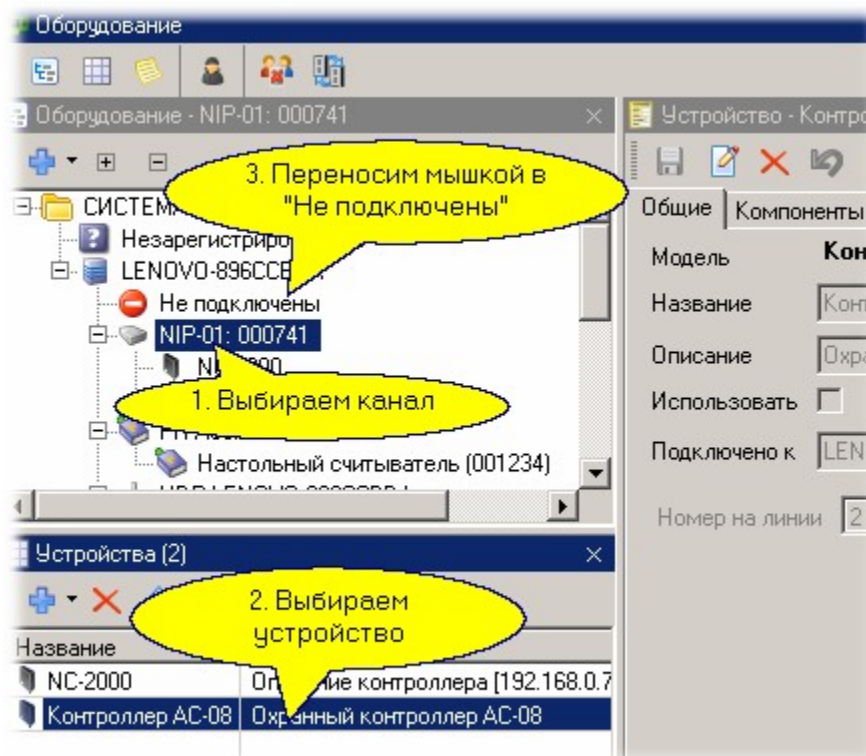 Оборудование
Оборудование - NIP-01: 000741
Устройство - Контро
3. Переносим мышкой в
"Не подключены"
СИСТЕМА
Общие
Компоненты
Незарегистриро
Модель
Кон
LENOVO-896CCB
Не подключены
Название
Конт
NIP-01: 000741
Описание
Охра
1. Выбираем канал
Использовать
Настольный считыватель (001234)
Подключено к
LEN
Номер на линии
2
Устройства (2)
2. Выбираем
устройство
Название
NC-2000
контроллера [192.168.0.7
Контроллер АС-08
Охранный контроллер АС-08